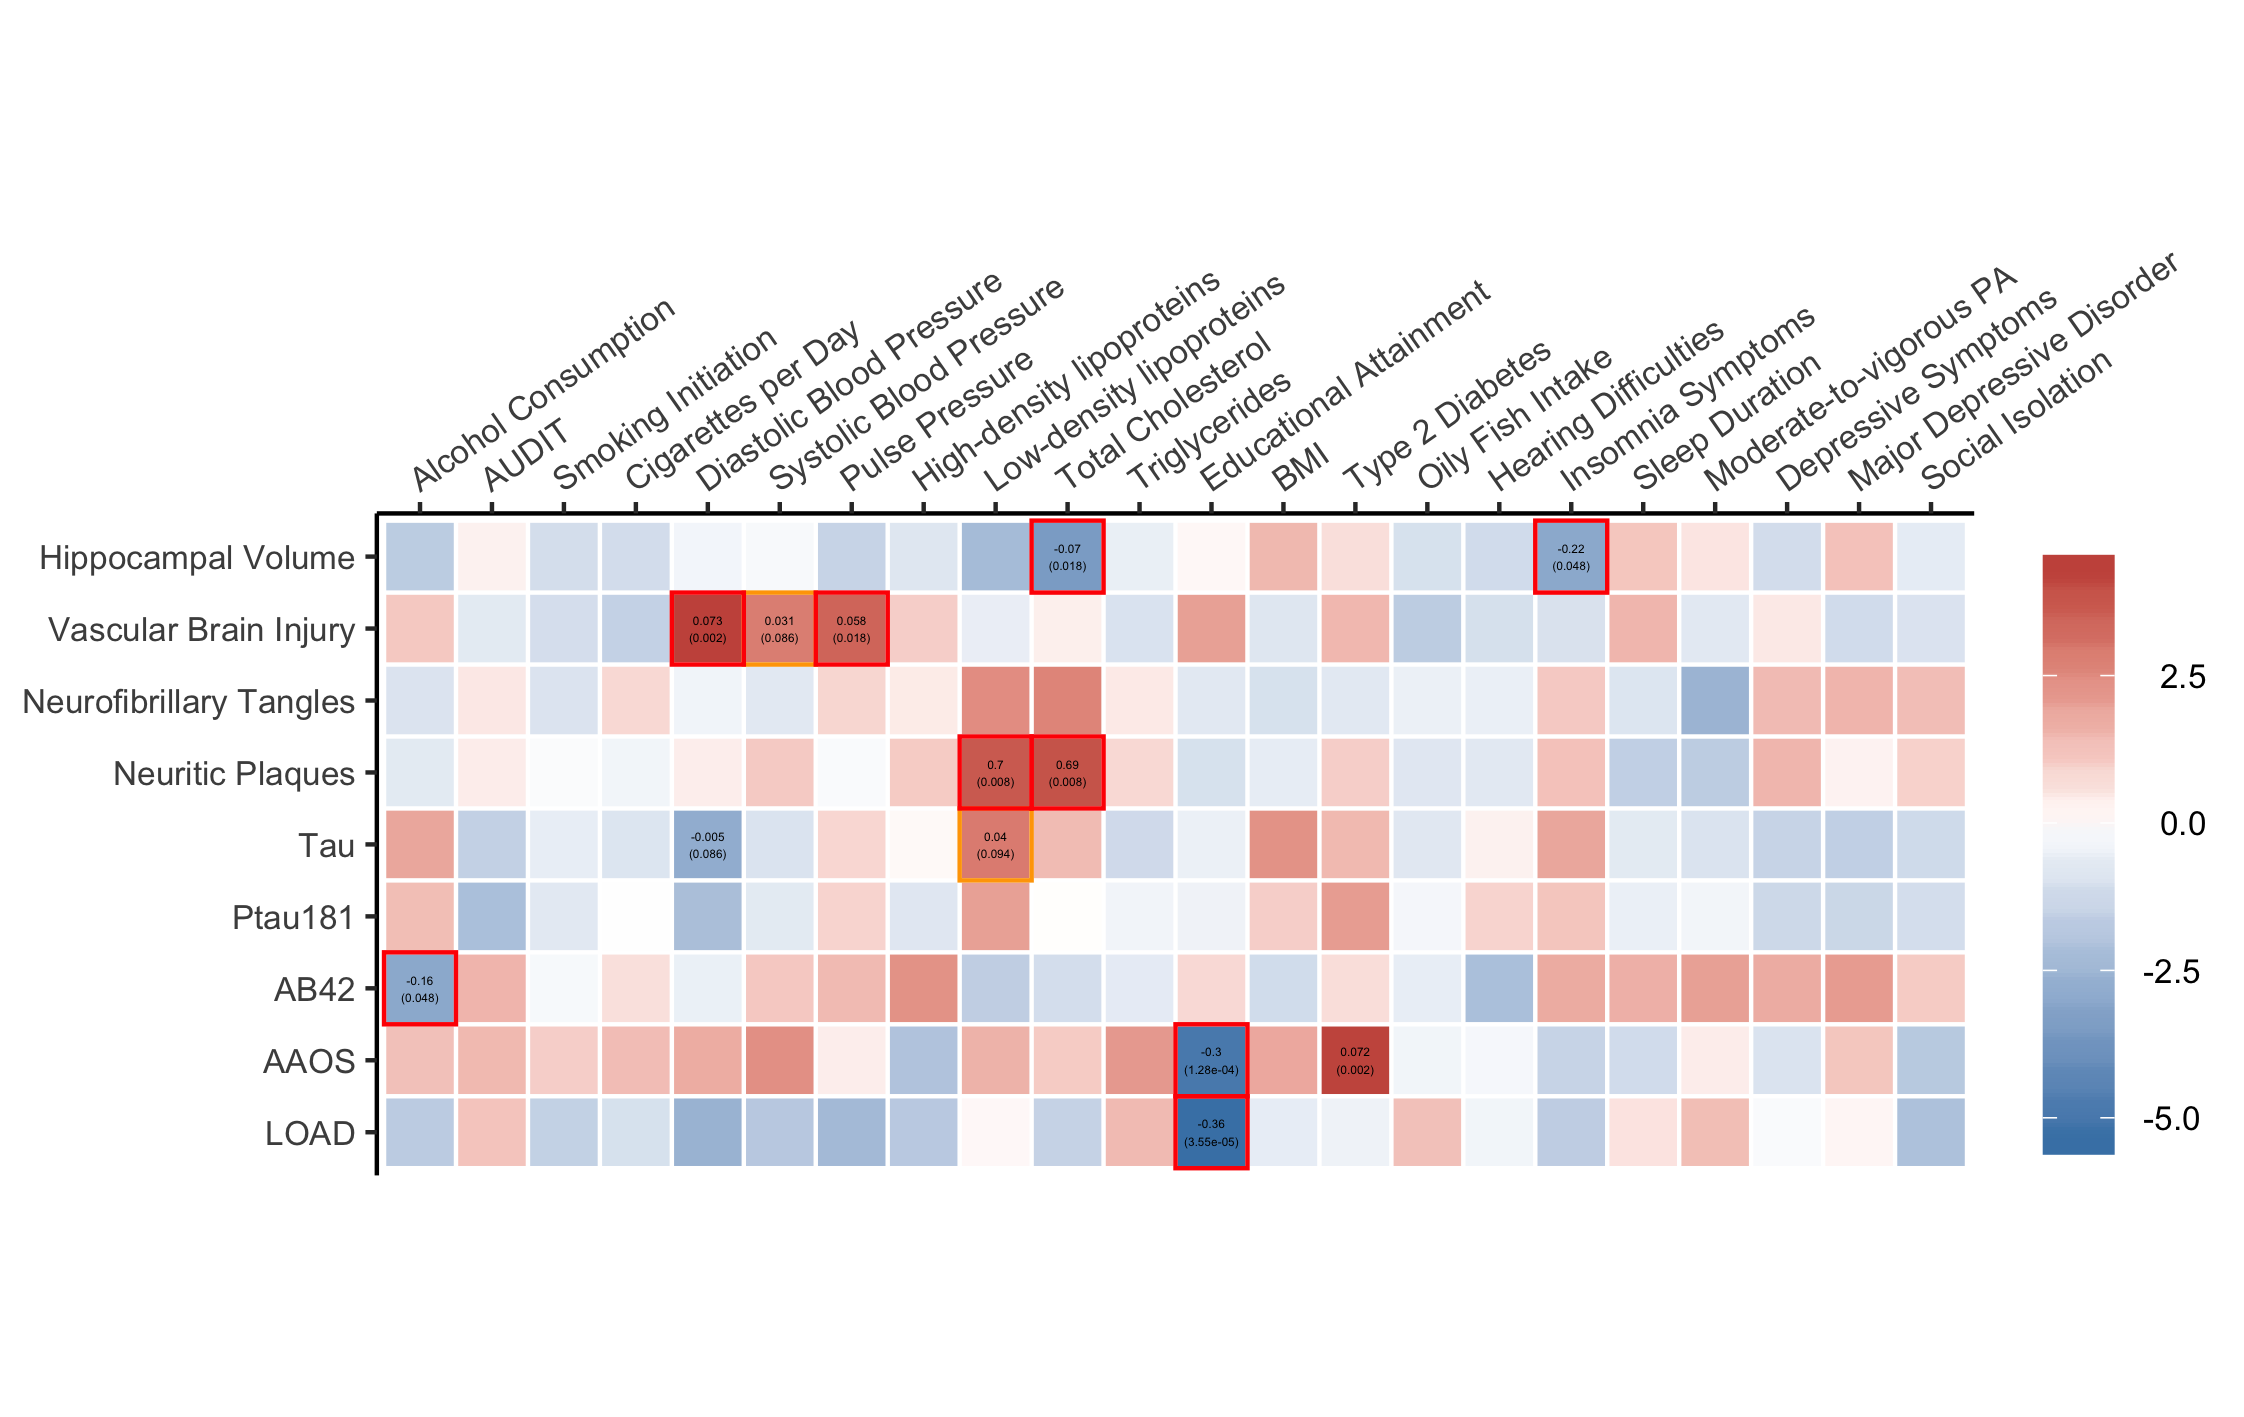 Alcohol Consumption
AUDIT
Smoking Initiation
Cigarettes per Day
Diastolic Blood Pressure
Systolic Blood Pressure
Pulse Pressure
High-density lipoproteins
Low-density lipoproteins
Total Cholesterol
Triglycerides
Educational Attainment
BMI
Type 2 Diabetes
Oily Fish Intake
Hearing Difficulties
Insomnia Symptoms
Sleep Duration
Moderate-to-vigorous PA
Depressive Symptoms
Major Depressive Disorder
Social Isolation
Hippocampal Volume
-0.07
(0.018)
-0.22
(0.048)
Vascular Brain Injury
0.073
(0.002)
0.031
(0.086)
0.058
(0.018)
Neurofibrillary Tangles
Neuritic Plaques
0.7
(0.008)
0.69
(0.008)
Tau
-0.005
(0.086)
0.04
(0.094)
Ptau181
AB42
-0.16
(0.048)
AAOS
-0.3
(1.28e-04)
0.072
(0.002)
LOAD
-0.36
(3.55e-05)
2.5
0.0
-2.5
-5.0